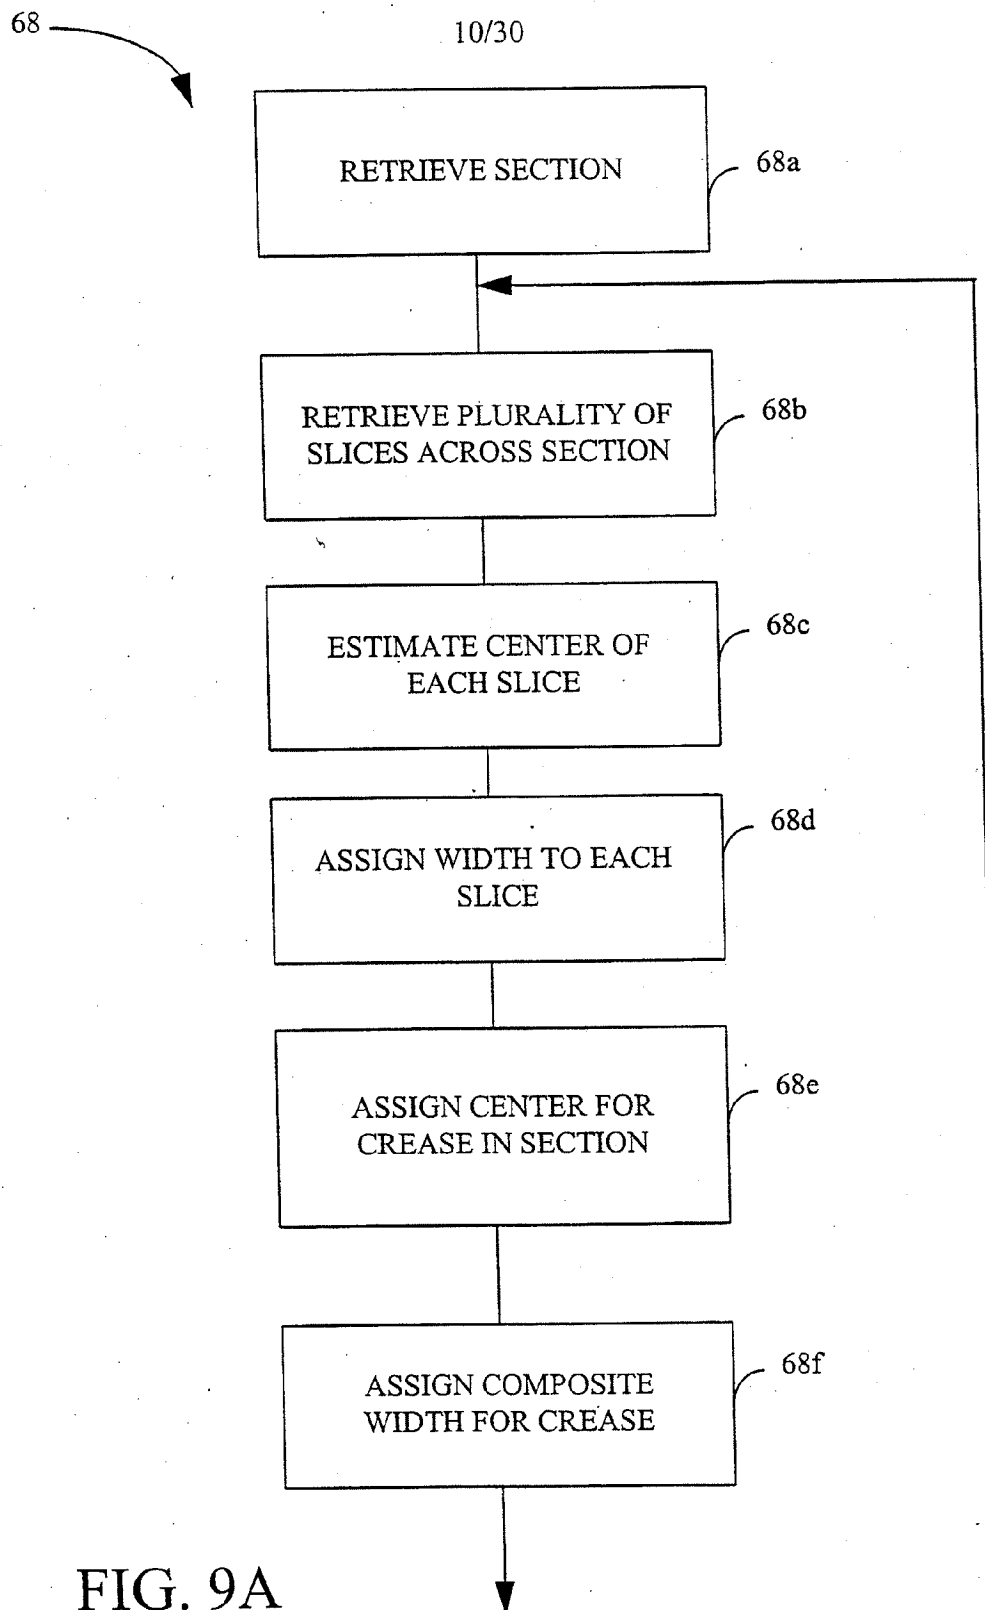 68
10/30
RETRIEVE SECTION
68a
RETRIEVE PLURALITY OF
SLICES ACROSS SECTION
68b
ESTIMATE CENTER OF
EACH SLICE
68c
ASSIGN WIDTH TO EACH
SLICE
68d
ASSIGN CENTER FOR
CREASE IN SECTION
68e
ASSIGN COMPOSITE
WIDTH FOR CREASE
68f
FIG. 9A